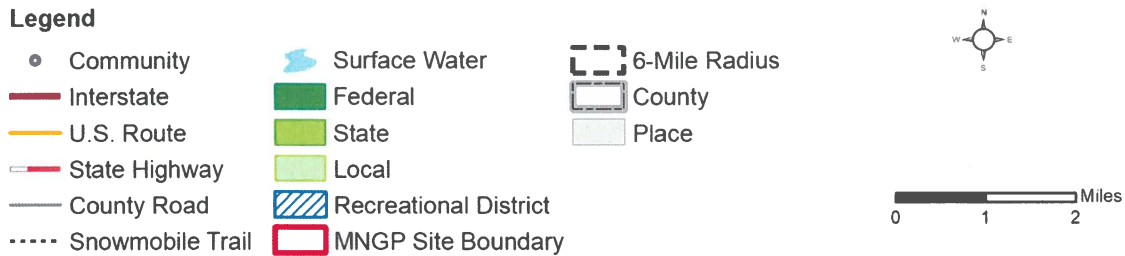 Legend
Community
Interstate
U.S. Route
State Highway
County Road
Snowmobile Trail
Surface Water
Federal
State
Local
Recreational District
MNGP Site Boundary
6-Mile Radius
County
Place
N
W E
S
Miles
0 1 2